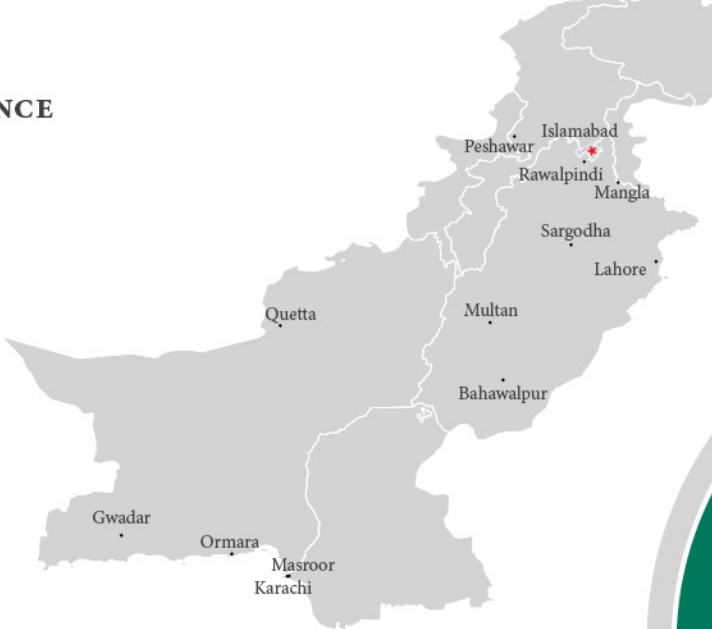 NCE
Islamabad
Peshawar
Rawalpindi
Mangla
Sargodha
Lahore
Quetta
Multan
Bahawalpur
Gwadar
Ormara
Masroor
Karachi